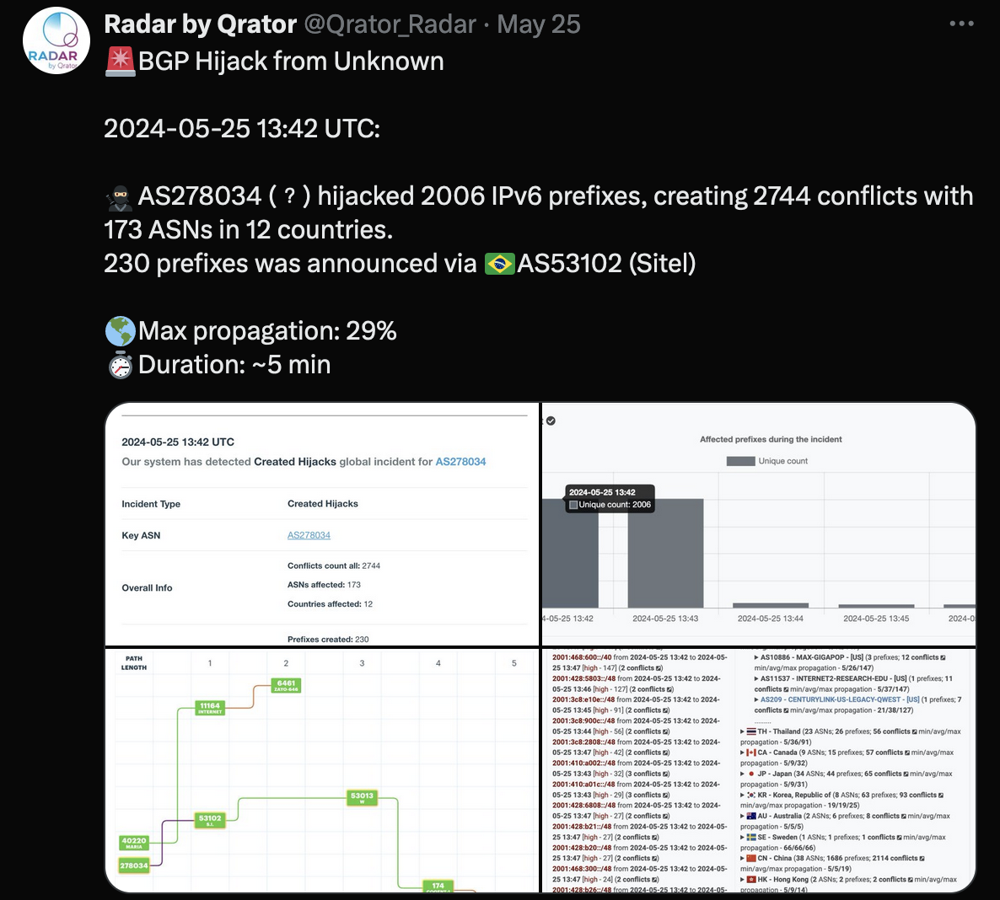 Radar by Qrator @Qrator_Radar · May 25
RADAR
by Qrator
BGP Hijack from Unknown
2024-05-25 13:42 UTC:
AS278034 ( ? ) hijacked 2006 IPv6 prefixes, creating 2744 conflicts with
173 ASNs in 12 countries.
230 prefixes was announced via AS53102 (Sitel)
Max propagation: 29%
Duration: ~5 min
2024-05-25 13:42 UTC
Our system has detected Created Hijacks global incident for AS278034
Incident Type Created Hijacks
Key ASN AS278034
Conflicts count all: 2744
Overall Info ASNs affected: 173
Countries affected: 12
Prefixes created: 230
Affected prefixes during the incident
Unique count
2024-05-25 13:42
Unique count: 2006
4-05-25 13:42 2024-05-25 13:43 2024-05-25 13:44 2024-05-25 13:45 2024-0
PATH
LENGTH
1 2 3 4 5
6461
11164
INTERNET
53013
W
53102
40220
MARIA
278034
174
2001:468:600::/40 from 2024-05-25 13:42 to 2024-05-
25 13:47 [high - 147] (2 conflicts)
2001:428:5803::/48 from 2024-05-25 13:42 to 2024-
05-25 13:46 [high - 127] (2 conflicts)
2001:3c8:e10e::/48 from 2024-05-25 13:42 to 2024-
05-25 13:45 [high - 91] (2 conflicts)
2001:3c8:900c::/48 from 2024-05-25 13:42 to 2024-
05-25 13:44 [high - 56] (2 conflicts)
2001:3c8:2808::/48 from 2024-05-25 13:42 to 2024-
05-25 13:47 [high - 42] (2 conflicts)
2001:410:a002::/48 from 2024-05-25 13:42 to 2024-
05-25 13:43 [high - 32] (3 conflicts)
2001:410:a01c::/48 from 2024-05-25 13:42 to 2024-
05-25 13:43 [high - 29] (3 conflicts)
2001:428:6808::/48 from 2024-05-25 13:42 to 2024-
05-25 13:47 [high - 27] (2 conflicts)
2001:428:b21::/48 from 2024-05-25 13:42 to 2024-05-
25 13:47 [high - 27] (2 conflicts)
2001:428:b20::/48 from 2024-05-25 13:42 to 2024-05-
25 13:47 [high - 27] (2 conflicts)
2001:468:300::/48 from 2024-05-25 13:42 to 2024-05-
25 13:47 [high - 24] (2 conflicts)
2001:428:b26::/48 from 2024-05-25 13:42 to 2024-05-
AS10886 - MAX-GIGAPOP - [US] (3 prefixes; 12 conflicts
min/avg/max propagation - 5/26/147)
AS11537 - INTERNET2-RESEARCH-EDU - [US] (1 prefixes; 11
conflicts min/avg/max propagation - 5/37/147)
AS209 - CENTURYLINK-US-LEGACY-QWEST - [US] (1 prefixes; 7
conflicts min/avg/max propagation - 21/38/127)
.........
TH - Thailand (23 ASNs; 26 prefixes; 56 conflicts min/avg/max
propagation - 5/36/91)
CA - Canada (9 ASNs; 15 prefixes; 57 conflicts min/avg/max
propagation - 5/9/32)
JP - Japan (34 ASNs; 44 prefixes; 65 conflicts min/avg/max
propagation - 5/9/31)
KR - Korea, Republic of (8 ASNs; 63 prefixes; 93 conflicts
min/avg/max propagation - 19/19/25)
AU - Australia (2 ASNs; 6 prefixes; 8 conflicts min/avg/max
propagation - 5/5/5)
SE - Sweden (1 ASNs; 1 prefixes; 1 conflicts min/avg/max
propagation - 66/66/66)
CN - China (38 ASNs; 1686 prefixes; 2114 conflicts
min/avg/max propagation - 5/5/19)
HK - Hong Kong (2 ASNs; 2 prefixes; 2 conflicts min/avg/max
propagation - 5/9/14)